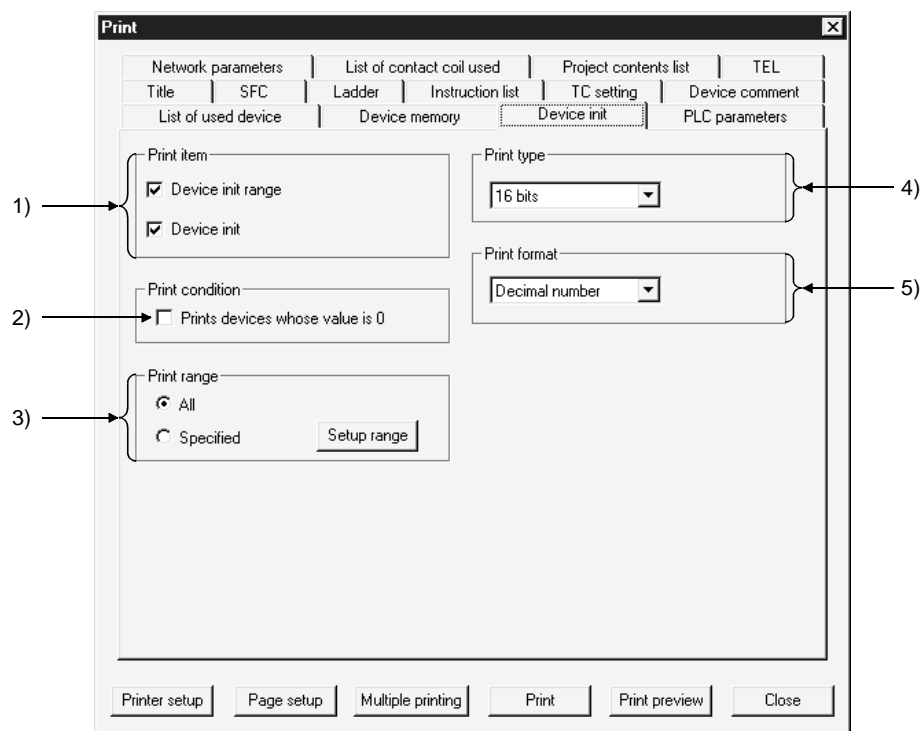 Print
Network parameters List of contact coil used Project contents list TEL
Title SFC Ladder Instruction list TC setting Device comment
List of used device Device memory Device init PLC parameters
Print item
Device init range
Device init
1)
Print type
16 bits
4)
Print format
Decimal number
5)
Print condition
2) Prints devices whose value is 0
Print range
All
3)
Specified Setup range
Printer setup Page setup Multiple printing Print Print preview Close